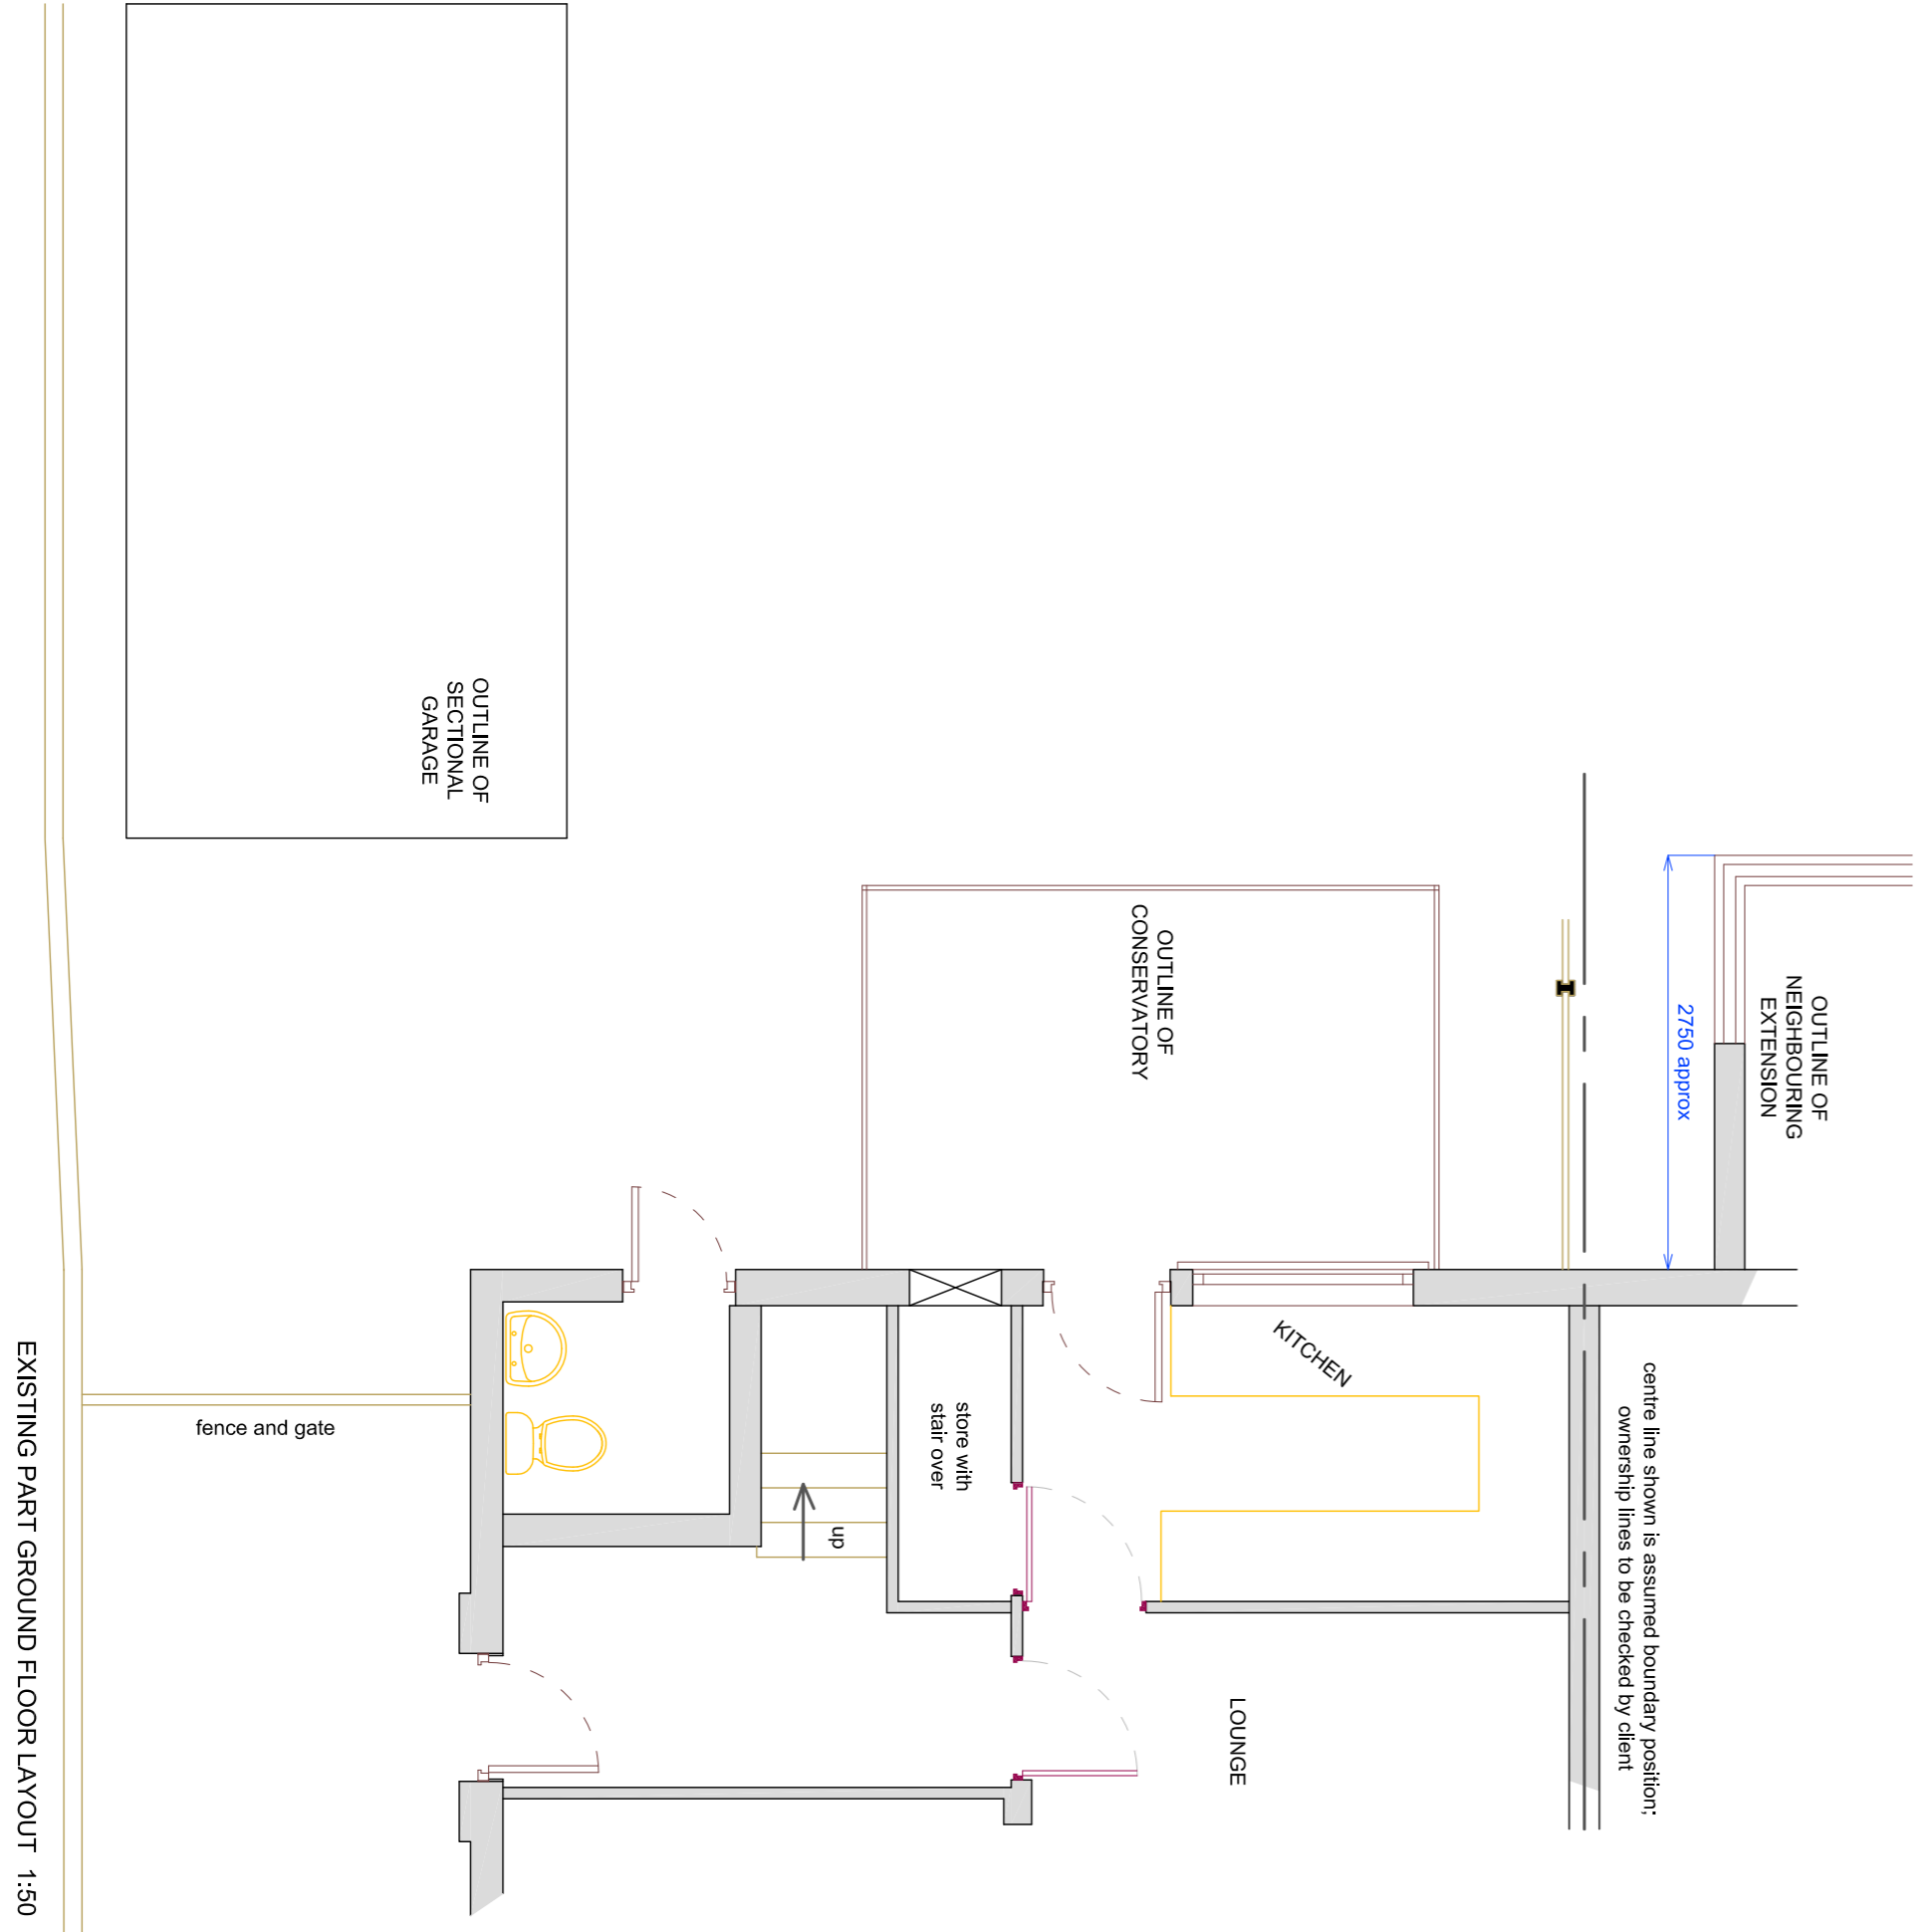 OUTLINE OF
NEIGHBOURING
EXTENSION
2750 approx
OUTLINE OF
CONSERVATORY
OUTLINE OF
SECTIONAL
GARAGE
centre line shown is assumed boundary position;
ownership lines to be checked by client
KITCHEN
store with
stair over
up
fence and gate
LOUNGE
EXISTING PART GROUND FLOOR LAYOUT 1:50